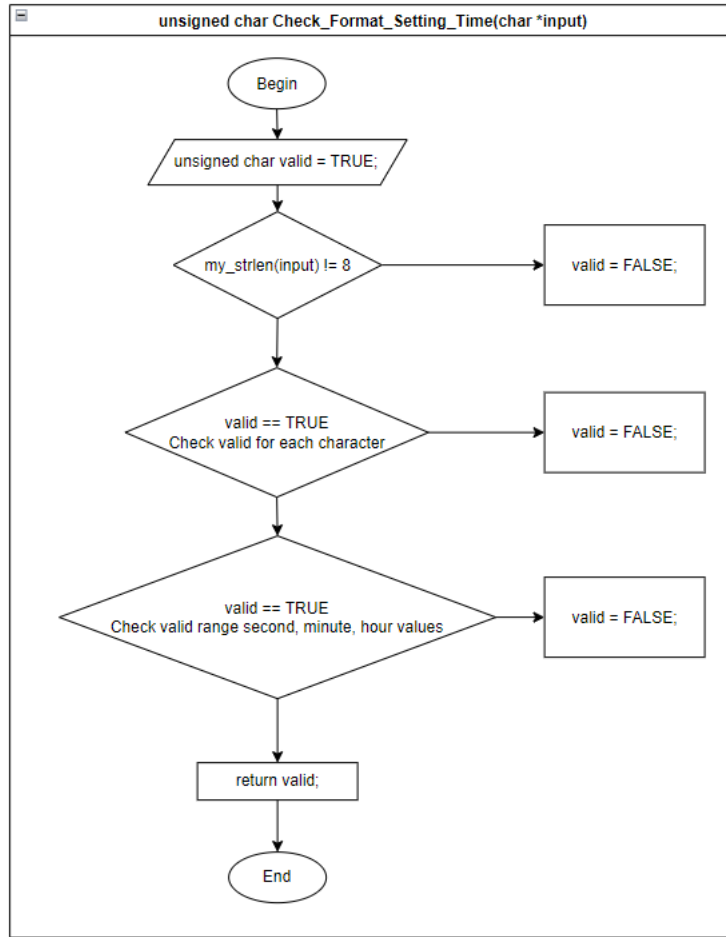 unsigned char Check_Format_Setting_Time(char *input)
Begin
unsigned char valid = TRUE;
my_strlen(input) != 8
valid = FALSE;
valid == TRUE
Check valid for each character
valid = FALSE;
valid == TRUE
Check valid range second, minute, hour values
valid = FALSE;
return valid;
End